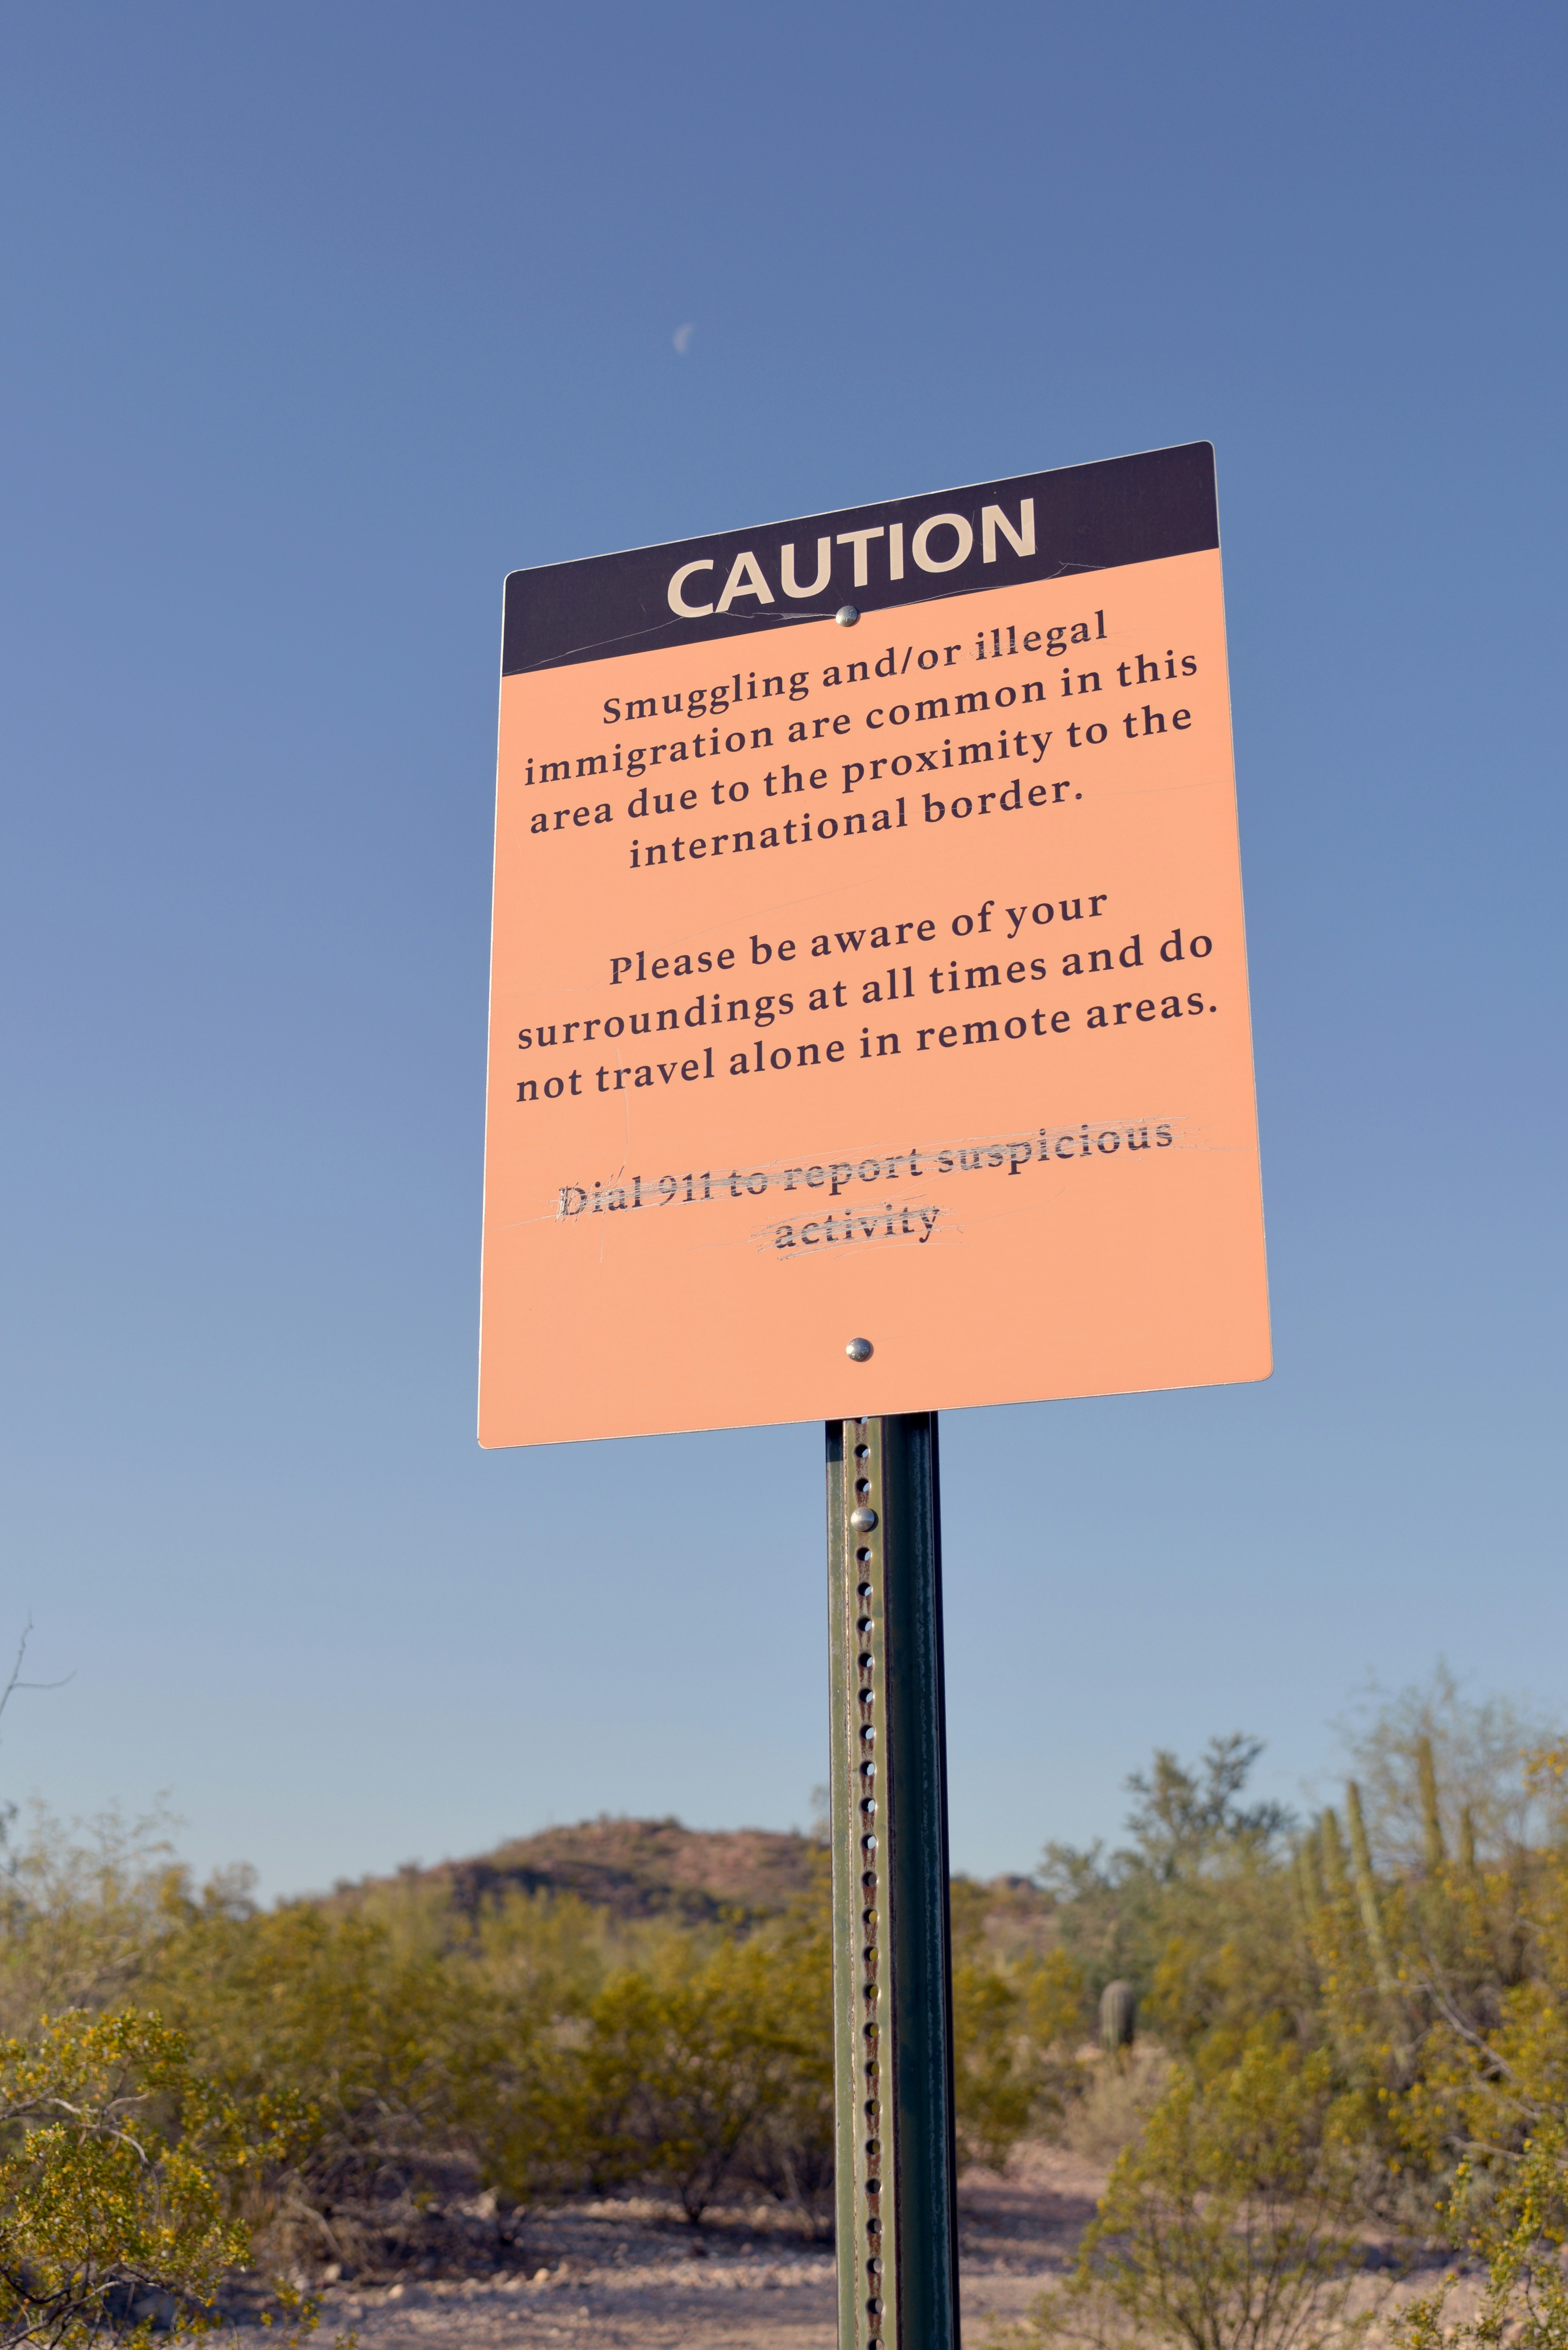 CAUTION
Smuggling and/or illegal
immigration are common in this
area due to the proximity to the
international border.
Please be aware of your
surroundings at all times and do
not travel alone in remote areas.
Dial 911 to report suspicious
activity